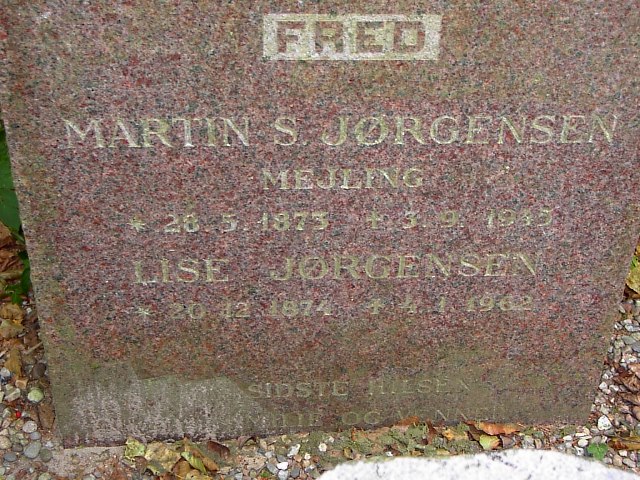 FRED
MARTIN S. JØRGENSEN
MEJLING
* 28. 5. 1873 + 3. 9. 1945
LISE JØRGENSEN
* 20. 12. 1874 + 4. 1. 1962
SIDSTE HILSEN